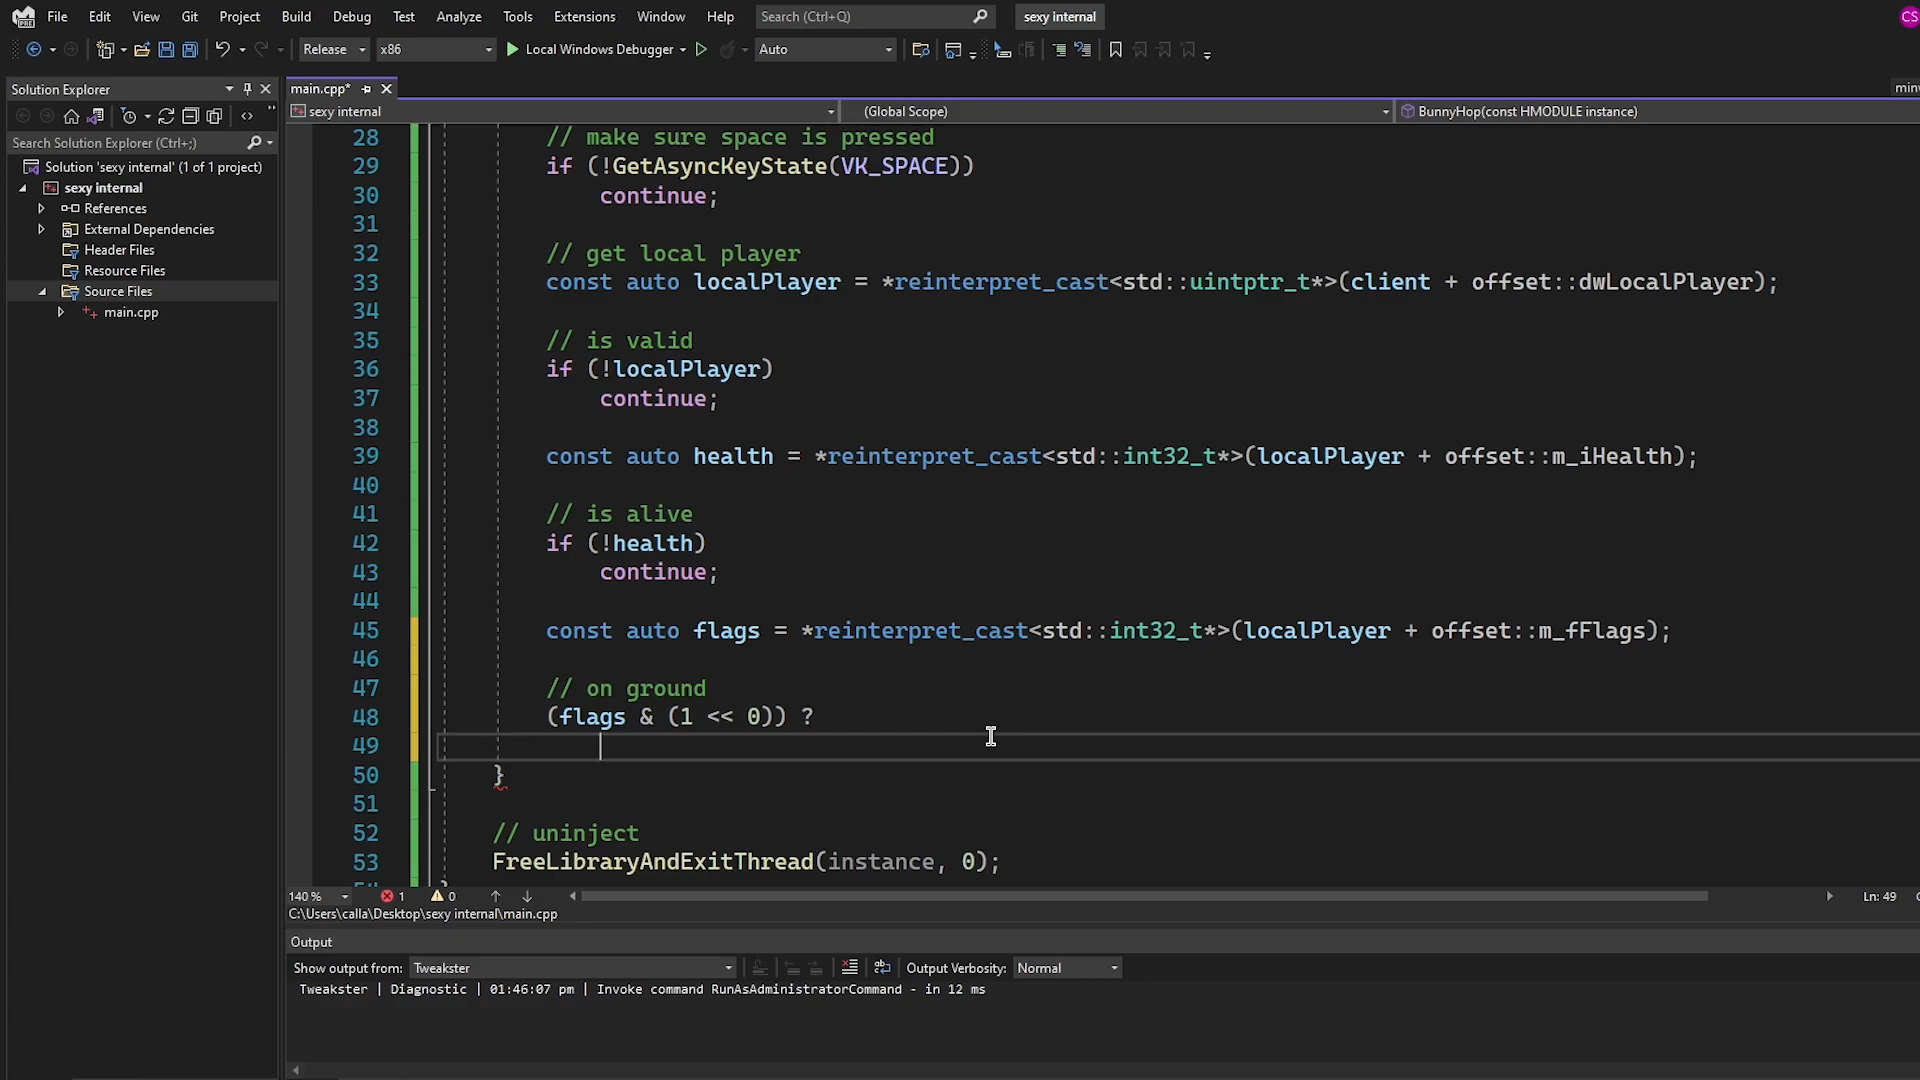 File Edit View Git Project Build Debug Test Analyze Tools Extensions Window Help Search (Ctrl+Q) sexy internal CS
Release x86 Local Windows Debugger Auto
Solution Explorer
main.cpp*
sexy internal (Global Scope) BunnyHop(const HMODULE instance)
Search Solution Explorer (Ctrl+;)
Solution 'sexy internal' (1 of 1 project)
sexy internal
References
External Dependencies
Header Files
Resource Files
Source Files
main.cpp
28 // make sure space is pressed
29 if (!GetAsyncKeyState(VK_SPACE))
30 continue;
31
32 // get local player
33 const auto localPlayer = *reinterpret_cast<std::uintptr_t*>(client + offset::dwLocalPlayer);
34
35 // is valid
36 if (!localPlayer)
37 continue;
38
39 const auto health = *reinterpret_cast<std::int32_t*>(localPlayer + offset::m_iHealth);
40
41 // is alive
42 if (!health)
43 continue;
44
45 const auto flags = *reinterpret_cast<std::int32_t*>(localPlayer + offset::m_fFlags);
46
47 // on ground
48 (flags & (1 << 0)) ?
49
50 }
51
52 // uninject
53 FreeLibraryAndExitThread(instance, 0);
140 % 1 0 Ln: 49
C:\Users\calla\Desktop\sexy internal\main.cpp
Output
Show output from: Tweakster Output Verbosity: Normal
Tweakster | Diagnostic | 01:46:07 pm | Invoke command RunAsAdministratorCommand - in 12 ms